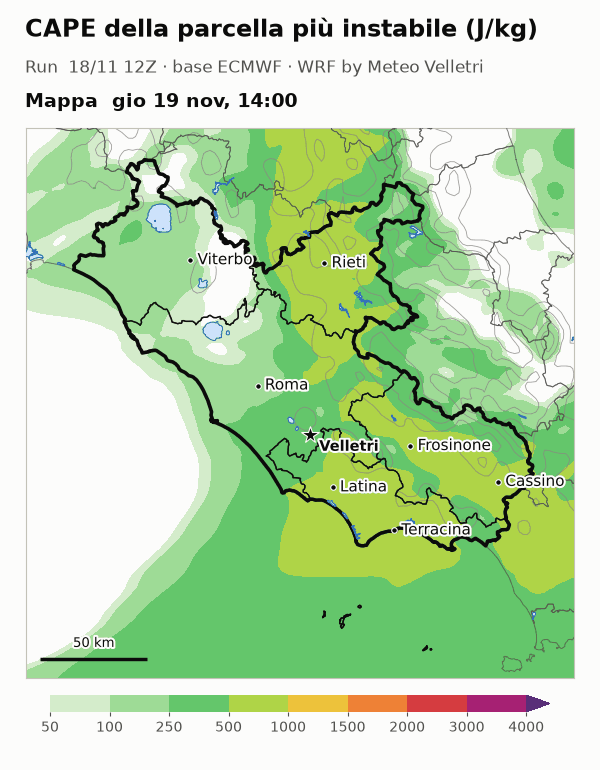 CAPE della parcella più instabile (J/kg)
Run  18/11 12Z · base ECMWF · WRF by Meteo Velletri
Mappa  gio 19 nov, 14:00
Viterbo
Rieti
Roma
Velletri
Frosinone
Latina
Cassino
Terracina
50 km
50 100 250 500 1000 1500 2000 3000 4000